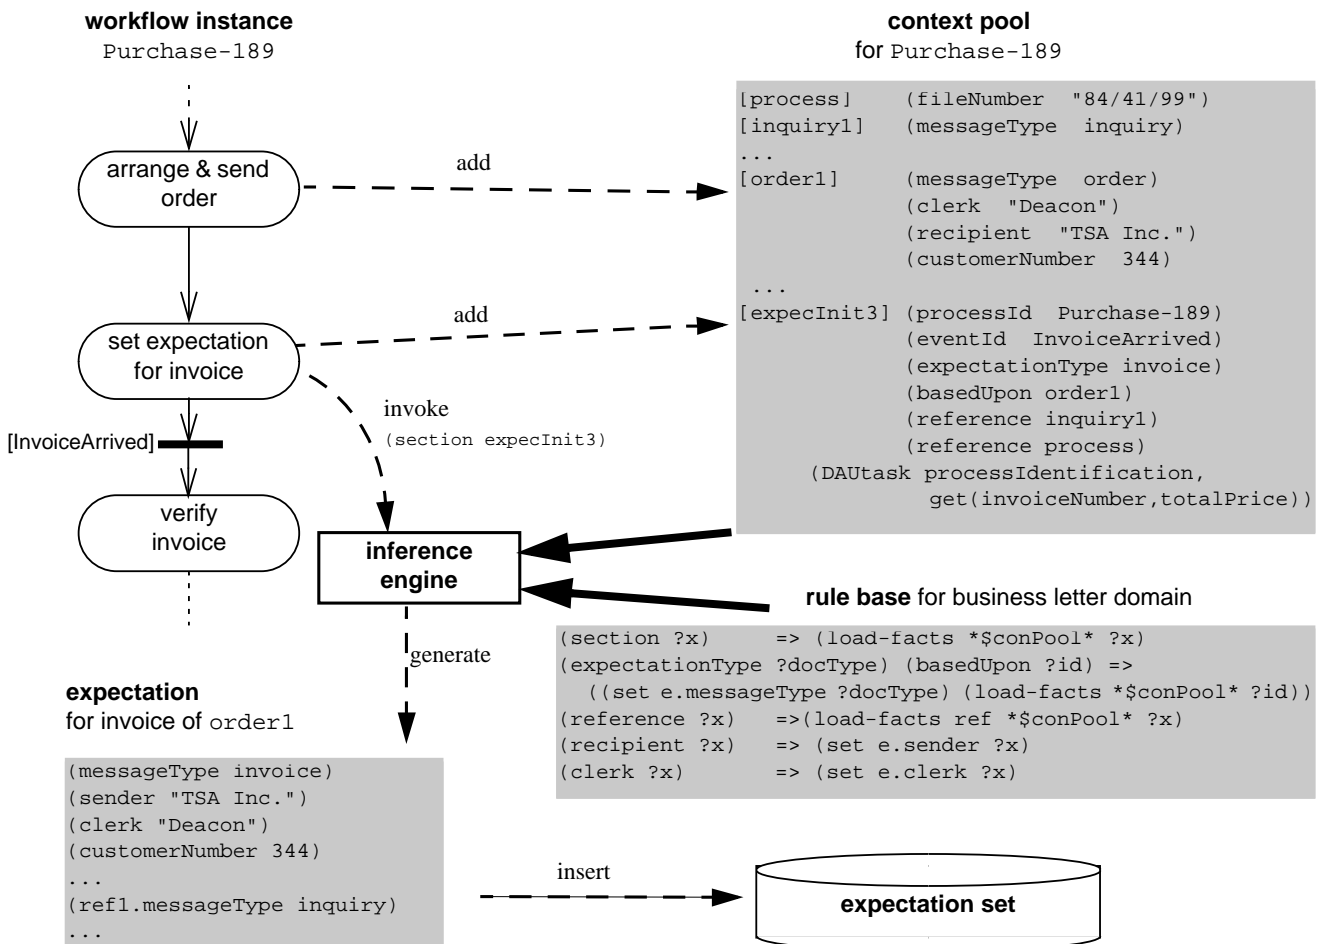 workflow instance
Purchase-189
context pool
for Purchase-189
[process] (fileNumber "84/41/99")
[inquiry1] (messageType inquiry)
...
[order1] (messageType order)
(clerk "Deacon")
(recipient "TSA Inc.")
(customerNumber 344)
...
[expecInit3] (processId Purchase-189)
(eventId InvoiceArrived)
(expectationType invoice)
(basedUpon order1)
(reference inquiry1)
(reference process)
(DAUtask processIdentification,
get(invoiceNumber,totalPrice))
arrange & send
order
add
set expectation
for invoice
add
invoke
(section expecInit3)
[InvoiceArrived]
verify
invoice
inference
engine
generate
rule base for business letter domain
(section ?x) => (load-facts *$conPool* ?x)
(expectationType ?docType) (basedUpon ?id) =>
((set e.messageType ?docType) (load-facts *$conPool* ?id))
(reference ?x) =>(load-facts ref *$conPool* ?x)
(recipient ?x) => (set e.sender ?x)
(clerk ?x) => (set e.clerk ?x)
expectation
for invoice of order1
(messageType invoice)
(sender "TSA Inc.")
(clerk "Deacon")
(customerNumber 344)
...
(ref1.messageType inquiry)
...
insert
expectation set